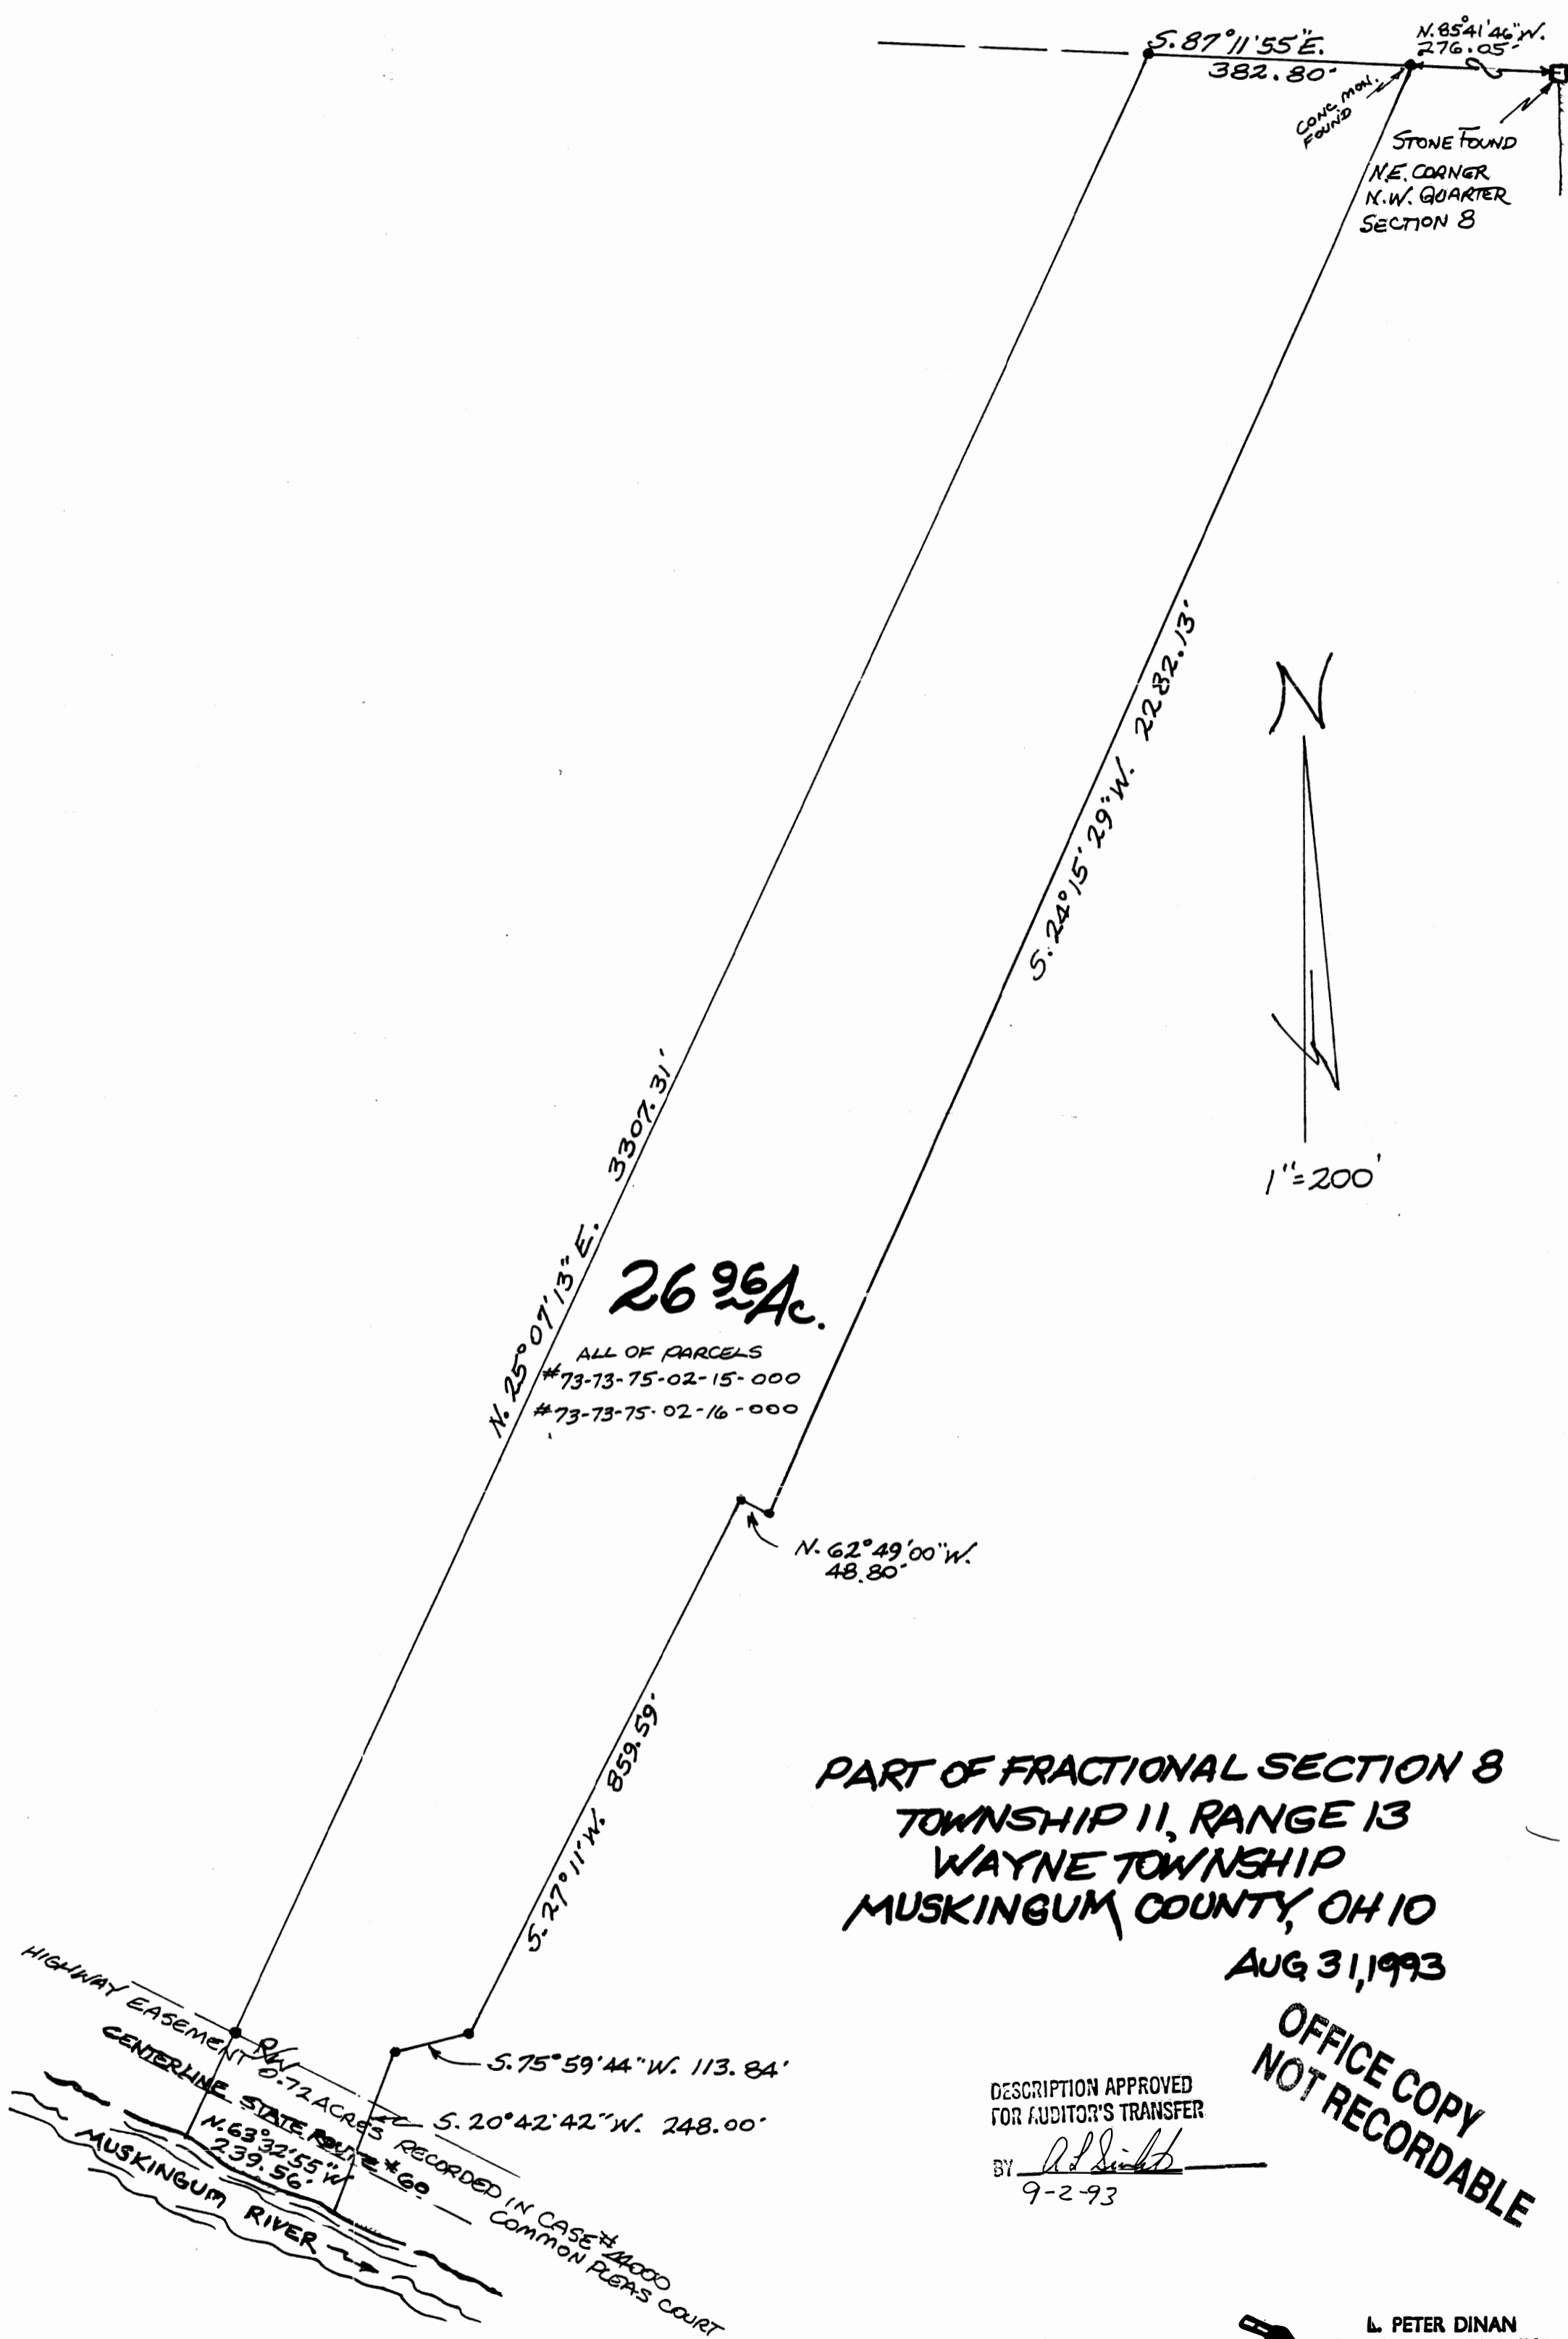 S. 87°11'55" E.
382.80'
N. 85°41'46" W.
276.05'
CONC. MON.
FOUND
STONE FOUND
N.E. CORNER
N.W. QUARTER
SECTION 8
S. 24°15'29" W. 2282.13'
N
1"=200'
N. 25°07'13" E. 3307.31'
26 96 Ac.
ALL OF PARCELS
#73-73-75-02-15-000
#73-73-75-02-16-000
N. 62°49'00" W.
48.80'
S. 27°11' W. 859.59'
PART OF FRACTIONAL SECTION 8
TOWNSHIP 11, RANGE 13
WAYNE TOWNSHIP
MUSKINGUM COUNTY, OHIO
AUG 31, 1993
OFFICE COPY
NOT RECORDABLE
S. 75°59'44" W. 113.84'
S. 20°42'42" W. 248.00'
R/W
HIGHWAY EASEMENT 0.72 ACRES RECORDED IN CASE #
COMMON PLEAS COURT
CENTERLINE STATE ROUTE #60
N. 63°32'55" W
239.56'
MUSKINGUM RIVER
DESCRIPTION APPROVED
FOR AUDITOR'S TRANSFER
BY
9-2-93
L. PETER DINAN